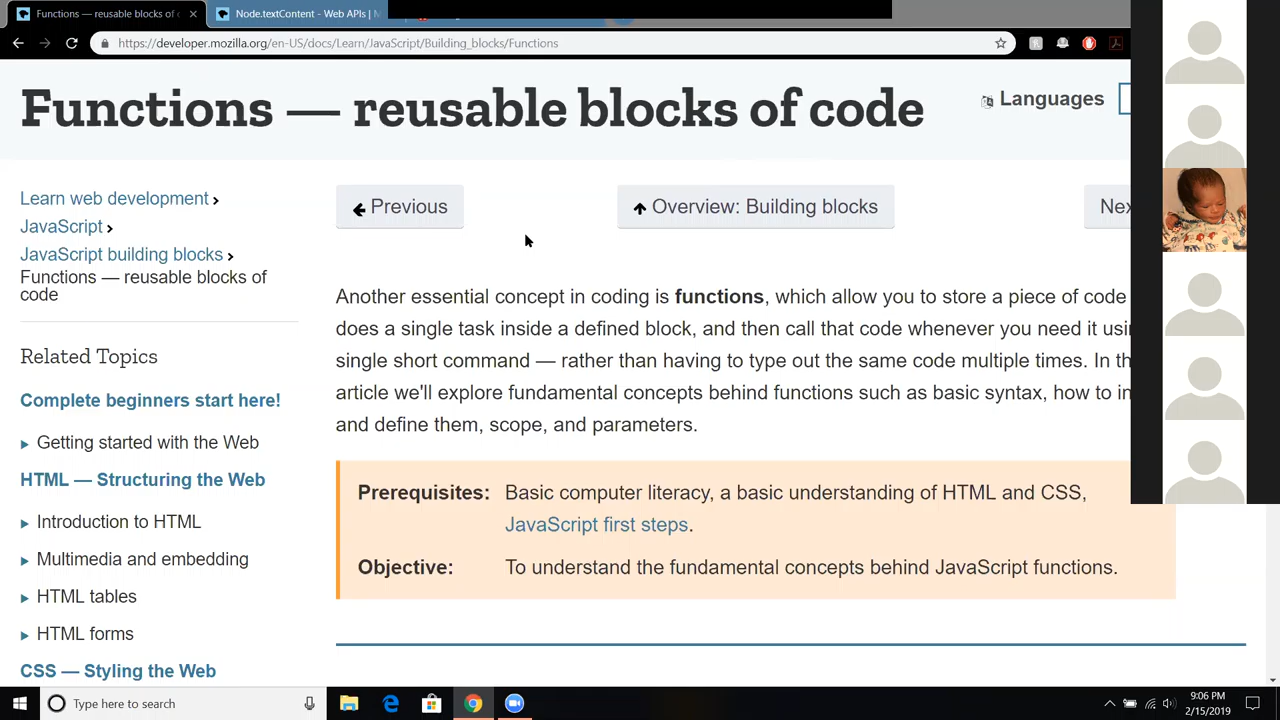 Functions — reusable blocks of c
Node.textContent - Web APIs |
https://developer.mozilla.org/en-US/docs/Learn/JavaScript/Building_blocks/Functions
Functions — reusable blocks of code
Languages
Learn web development
JavaScript
JavaScript building blocks
Functions — reusable blocks of
code
Related Topics
Complete beginners start here!
Getting started with the Web
HTML — Structuring the Web
Introduction to HTML
Multimedia and embedding
HTML tables
HTML forms
CSS — Styling the Web
Previous
Overview: Building blocks
Another essential concept in coding is functions, which allow you to store a piece of code
does a single task inside a defined block, and then call that code whenever you need it
single short command — rather than having to type out the same code multiple times. In
article we'll explore fundamental concepts behind functions such as basic syntax, how to
and define them, scope, and parameters.
Prerequisites: Basic computer literacy, a basic understanding of HTML and CSS,
JavaScript first steps.
Objective: To understand the fundamental concepts behind JavaScript functions.
Type here to search
9:06 PM
2/15/2019